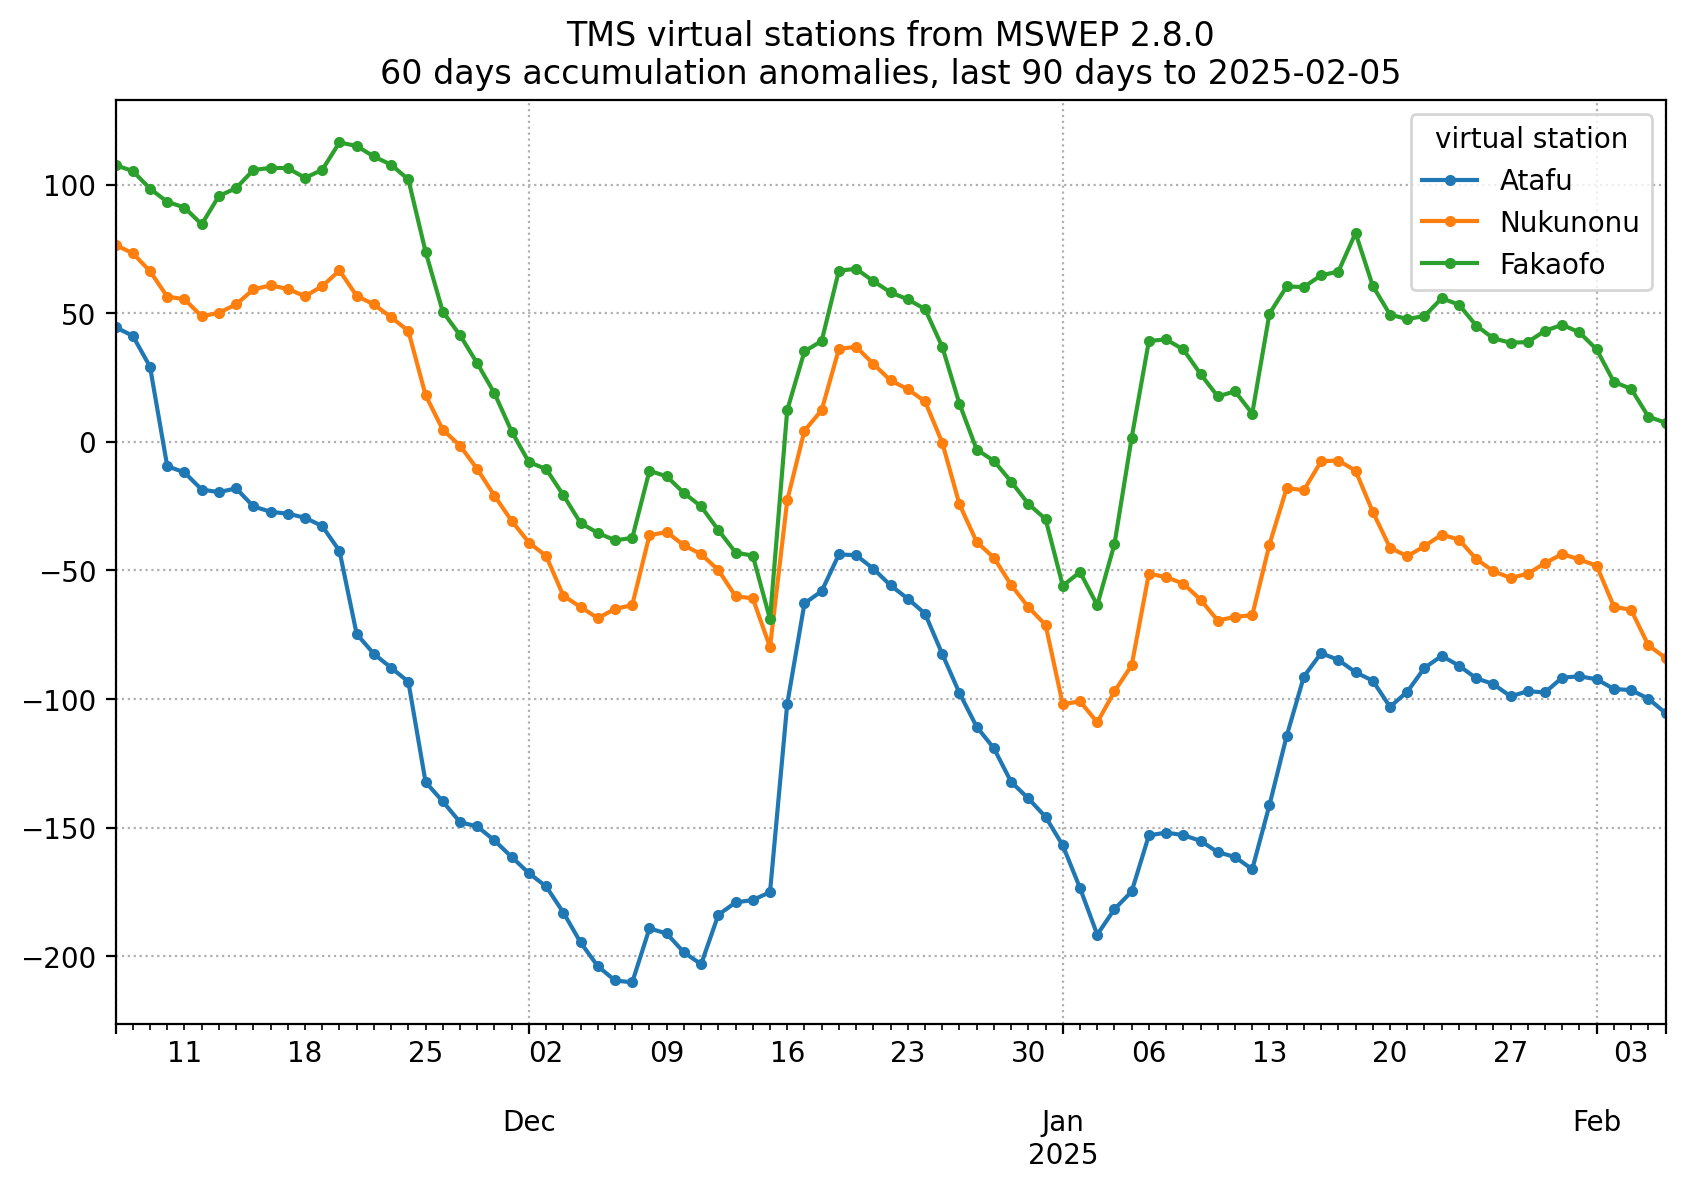 TMS virtual stations from MSWEP 2.8.0
60 days accumulation anomalies, last 90 days to 2025-02-05
virtual station
Atafu
Nukunonu
Fakaofo
100
50
0
−50
−100
−150
−200
11 18 25 02 09 16 23 30 06 13 20 27 03
Dec Jan Feb
2025